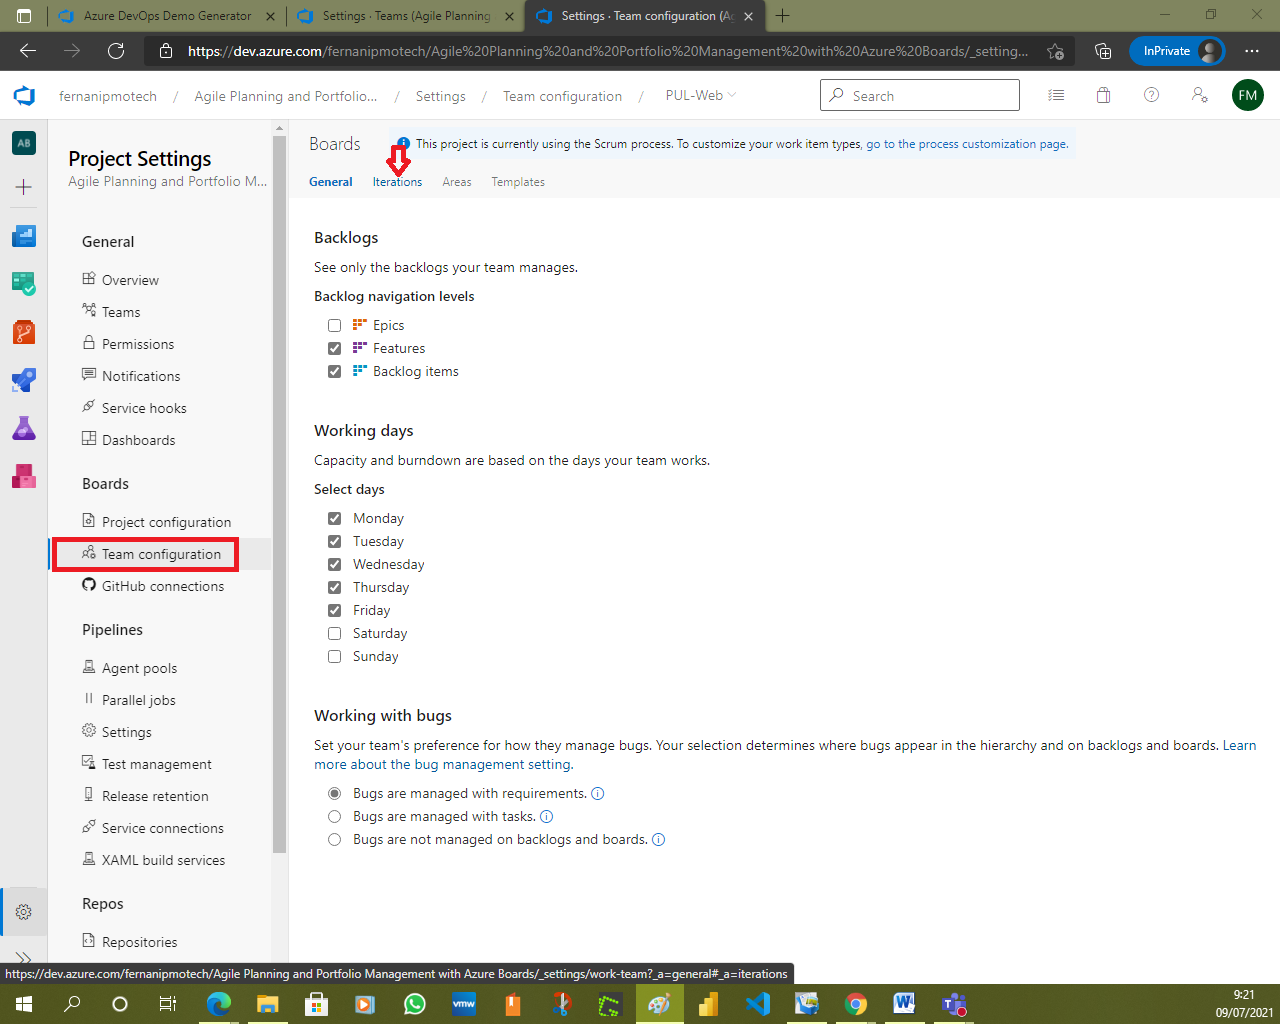 Azure DevOps Demo Generator
Settings · Teams (Agile Planning
Settings · Team configuration (Ag
https://dev.azure.com/fernanipmotech/Agile%20Planning%20and%20Portfolio%20Management%20with%20Azure%20Boards/_setting...
InPrivate
fernanipmotech / Agile Planning and Portfolio... / Settings / Team configuration / PUL-Web
Search
FM
AB
Project Settings
Agile Planning and Portfolio M...
General
Overview
Teams
Permissions
Notifications
Service hooks
Dashboards
Boards
Project configuration
Team configuration
GitHub connections
Pipelines
Agent pools
Parallel jobs
Settings
Test management
Release retention
Service connections
XAML build services
Repos
Repositories
Boards
This project is currently using the Scrum process. To customize your work item types, go to the process customization page.
General Iterations Areas Templates
Backlogs
See only the backlogs your team manages.
Backlog navigation levels
Epics
Features
Backlog items
Working days
Capacity and burndown are based on the days your team works.
Select days
Monday
Tuesday
Wednesday
Thursday
Friday
Saturday
Sunday
Working with bugs
Set your team's preference for how they manage bugs. Your selection determines where bugs appear in the hierarchy and on backlogs and boards. Learn
more about the bug management setting.
Bugs are managed with requirements.
Bugs are managed with tasks.
Bugs are not managed on backlogs and boards.
https://dev.azure.com/fernanipmotech/Agile Planning and Portfolio Management with Azure Boards/_settings/work-team?_a=general#_a=iterations
vmw
9:21
09/07/2021